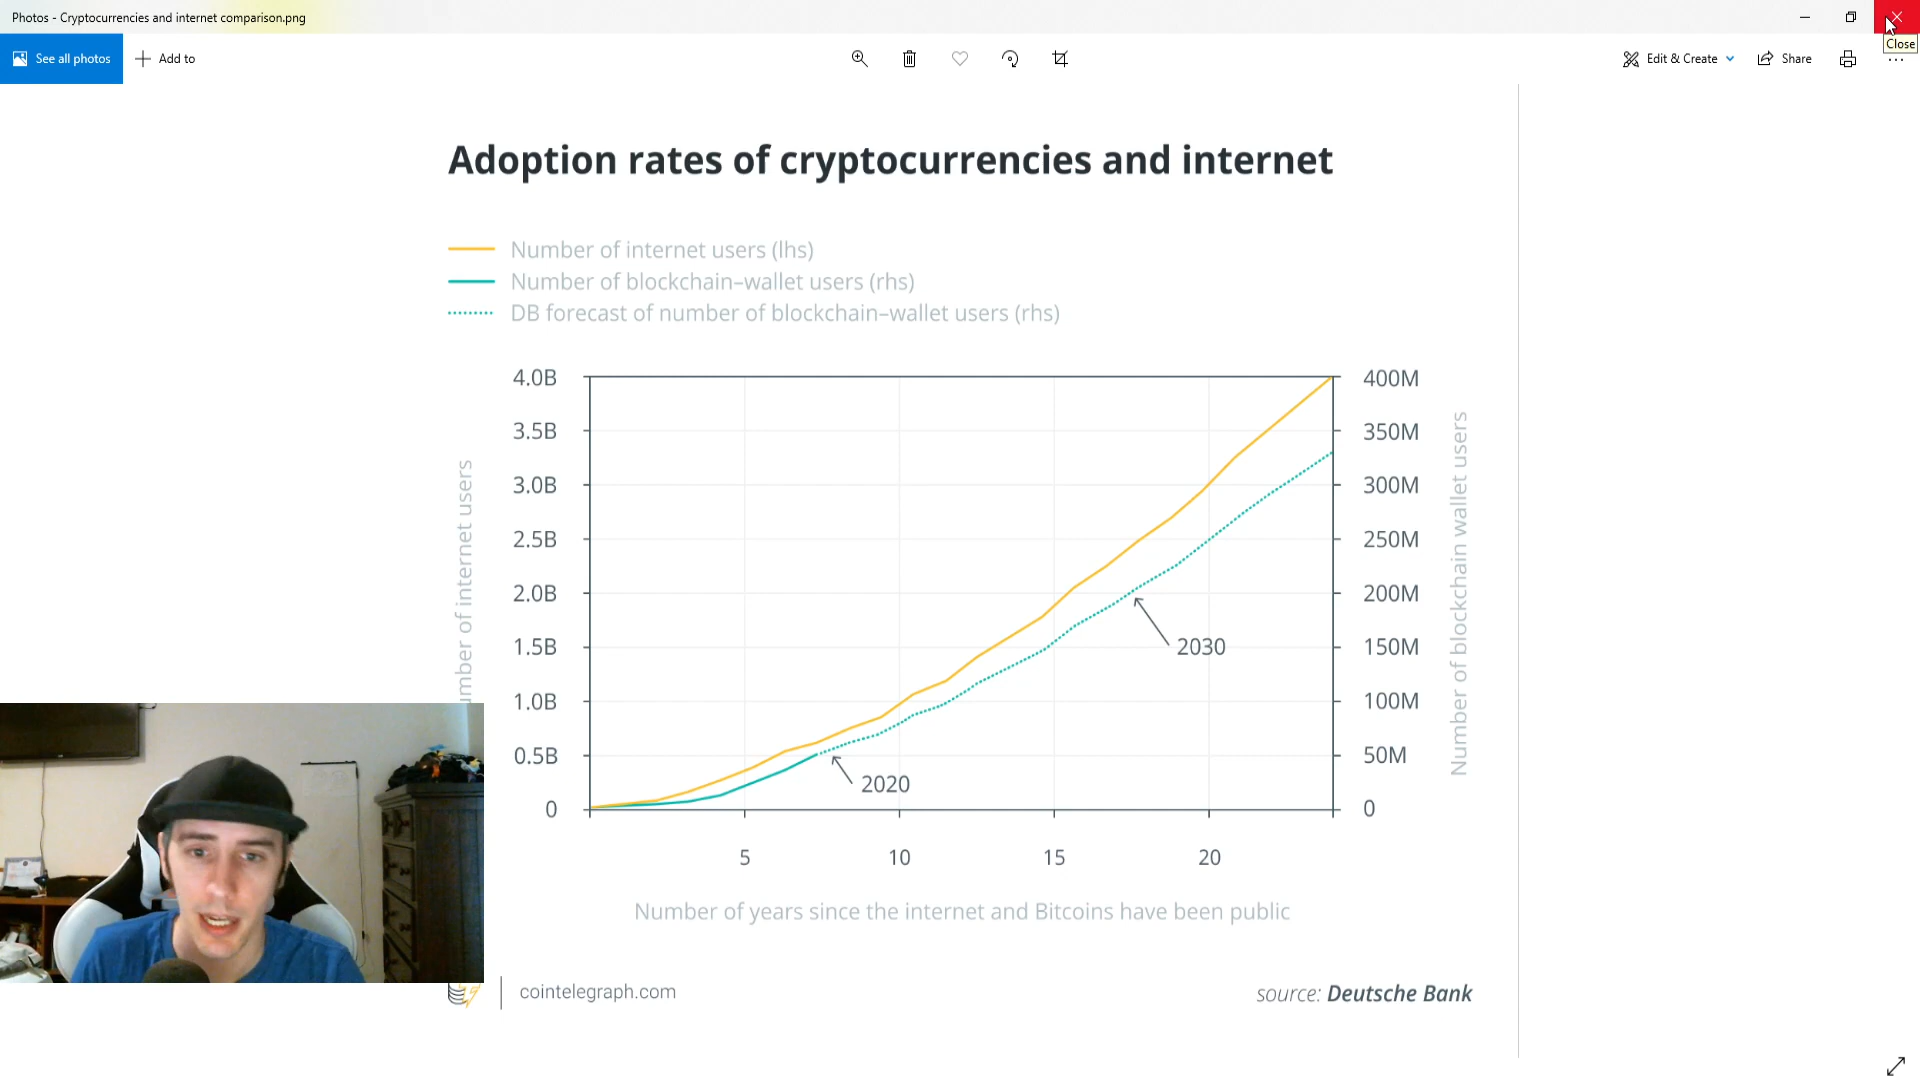 Photos - Cryptocurrencies and internet comparison.png
Close
See all photos
Add to
Edit & Create
Share
Adoption rates of cryptocurrencies and internet
Number of internet users (lhs)
Number of blockchain–wallet users (rhs)
DB forecast of number of blockchain–wallet users (rhs)
4.0B
3.5B
3.0B
2.5B
2.0B
1.5B
1.0B
0.5B
0
umber of internet users
400M
350M
300M
250M
200M
150M
100M
50M
0
Number of blockchain wallet users
2030
2020
5
10
15
20
Number of years since the internet and Bitcoins have been public
cointelegraph.com
source: Deutsche Bank